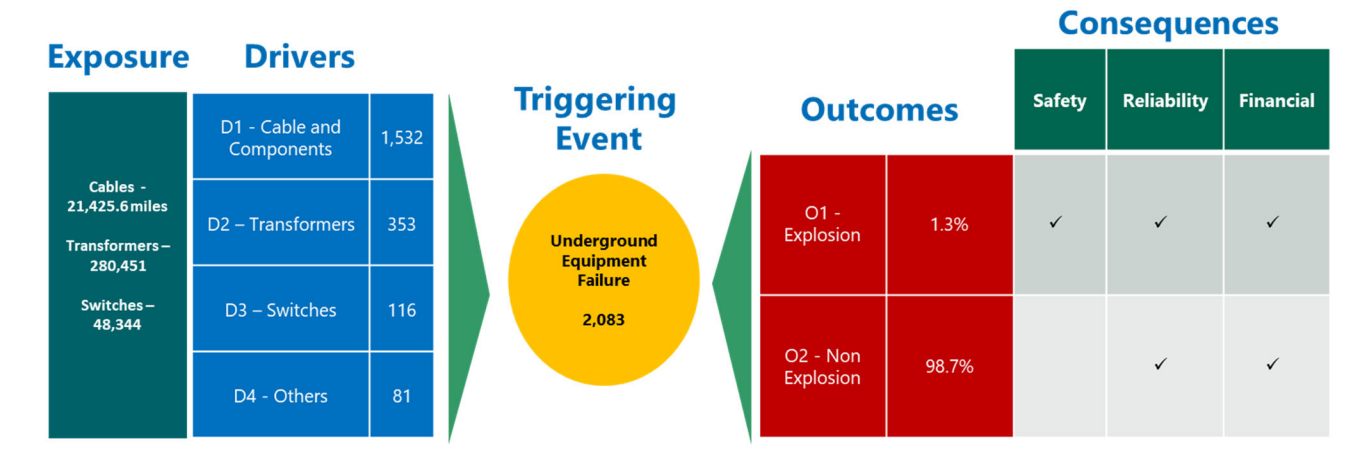 Exposure
Cables -
21,425.6 miles
Transformers –
280,451
Switches –
48,344
Drivers
D1 - Cable and
Components
1,532
D2 – Transformers
353
D3 – Switches
116
D4 - Others
81
Triggering
Event
Underground
Equipment
Failure
2,083
Outcomes
O1 -
Explosion
1.3%
O2 - Non
Explosion
98.7%
Consequences
Safety
Reliability
Financial
✓ ✓ ✓
✓ ✓